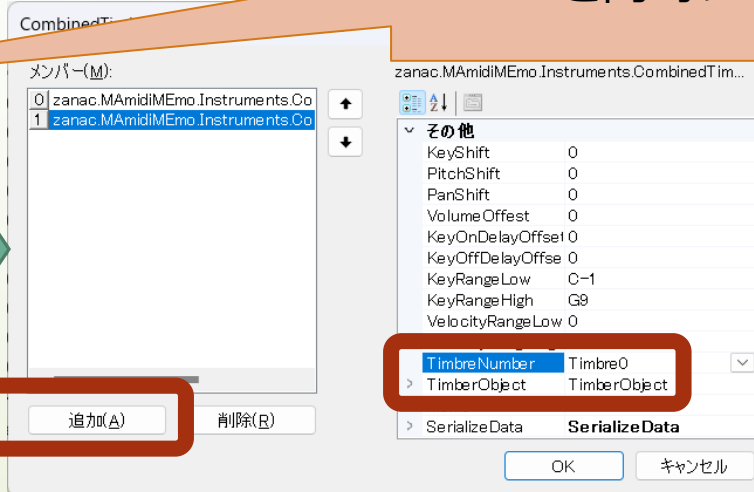 CombinedTi
メンバー(M):
0 zanac.MAmidiMEmo.Instruments.Co
1 zanac.MAmidiMEmo.Instruments.Co
追加(A)
削除(R)
zanac.MAmidiMEmo.Instruments.CombinedTim...
その他
KeyShift 0
PitchShift 0
PanShift 0
VolumeOffest 0
KeyOnDelayOffset 0
KeyOffDelayOffse 0
KeyRangeLow C-1
KeyRangeHigh G9
VelocityRangeLow 0
TimbreNumber Timbre0
TimberObject TimberObject
SerializeData SerializeData
OK
キャンセル